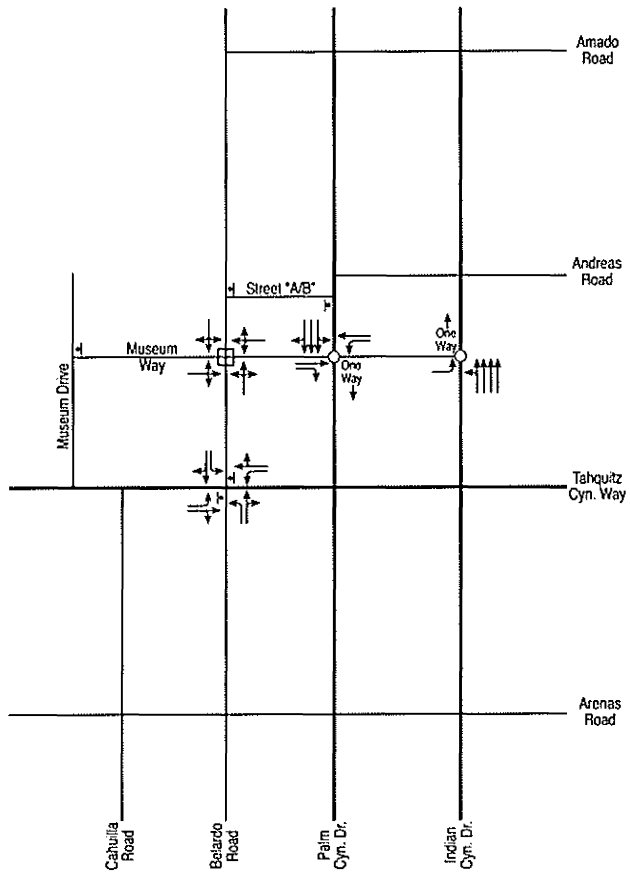 Amado
Road
Andreas
Road
Street "A/B"
One
Way
Museum
Way
One
Way
Museum Drive
Tahquitz
Cyn. Way
Arenas
Road
Cahuilla
Road
Belardo
Road
Palm
Cyn. Dr.
Indian
Cyn. Dr.